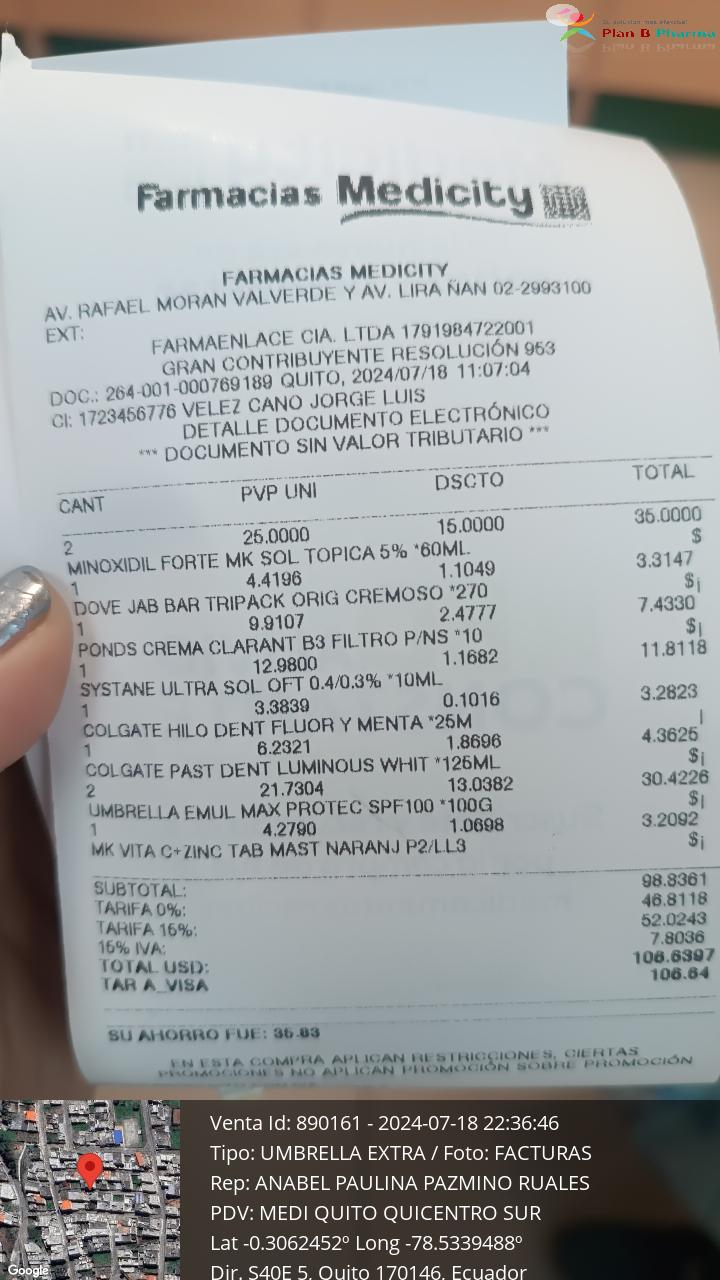 Su solucion mas efectiva!
Plan B Pharma
Farmacias Medicity
FARMACIAS MEDICITY
AV. RAFAEL MORAN VALVERDE Y AV. LIRA ÑAN 02-2993100
EXT:
FARMAENLACE CIA. LTDA 1791984722001
GRAN CONTRIBUYENTE RESOLUCIÓN 953
DOC.: 264-001-000769189 QUITO, 2024/07/18 11:07:04
CI: 1723456776 VELEZ CANO JORGE LUIS
DETALLE DOCUMENTO ELECTRÓNICO
*** DOCUMENTO SIN VALOR TRIBUTARIO ***
CANT PVP UNI DSCTO TOTAL
2 25.0000 15.0000 35.0000
MINOXIDIL FORTE MK SOL TOPICA 5% *60ML $
1 4.4196 1.1049 3.3147
DOVE JAB BAR TRIPACK ORIG CREMOSO *270 $¡
1 9.9107 2.4777 7.4330
PONDS CREMA CLARANT B3 FILTRO P/NS *10 $¡
1 12.9800 1.1682 11.8118
SYSTANE ULTRA SOL OFT 0.4/0.3% *10ML
1 3.3839 0.1016 3.2823
COLGATE HILO DENT FLUOR Y MENTA *25M ¡
1 6.2321 1.8696 4.3625
COLGATE PAST DENT LUMINOUS WHIT *125ML $¡
2 21.7304 13.0382 30.4226
UMBRELLA EMUL MAX PROTEC SPF100 *100G $¡
1 4.2790 1.0698 3.2092
MK VITA C+ZINC TAB MAST NARANJ P2/LL3 $¡
SUBTOTAL: 98.8361
TARIFA 0%: 46.8118
TARIFA 15%: 52.0243
15% IVA: 7.8036
TOTAL USD: 106.6397
TAR A_VISA 106.64
SU AHORRO FUE: 35.83
EN ESTA COMPRA APLICAN RESTRICCIONES, CIERTAS
PROMOCIONES NO APLICAN PROMOCIÓN SOBRE PROMOCIÓN
Venta Id: 890161 - 2024-07-18 22:36:46
Tipo: UMBRELLA EXTRA / Foto: FACTURAS
Rep: ANABEL PAULINA PAZMINO RUALES
PDV: MEDI QUITO QUICENTRO SUR
Lat -0.3062452º Long -78.5339488º
Dir. S40E 5, Quito 170146, Ecuador
Google